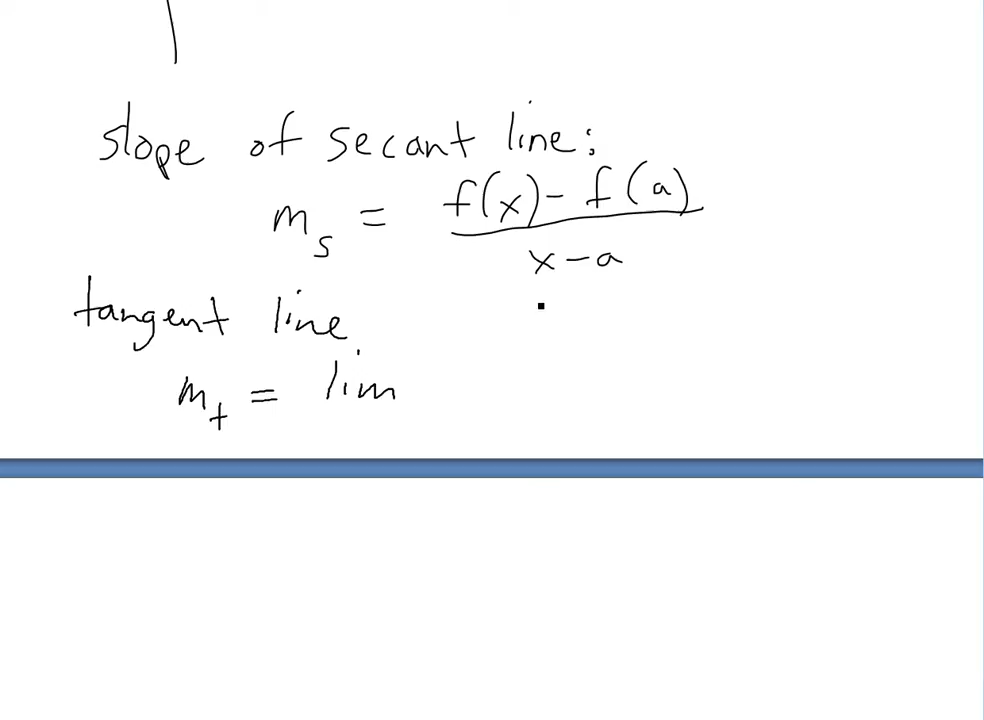 slope of secant line:
m_s = (f(x) - f(a)) / (x - a)
tangent line
m_t = lim